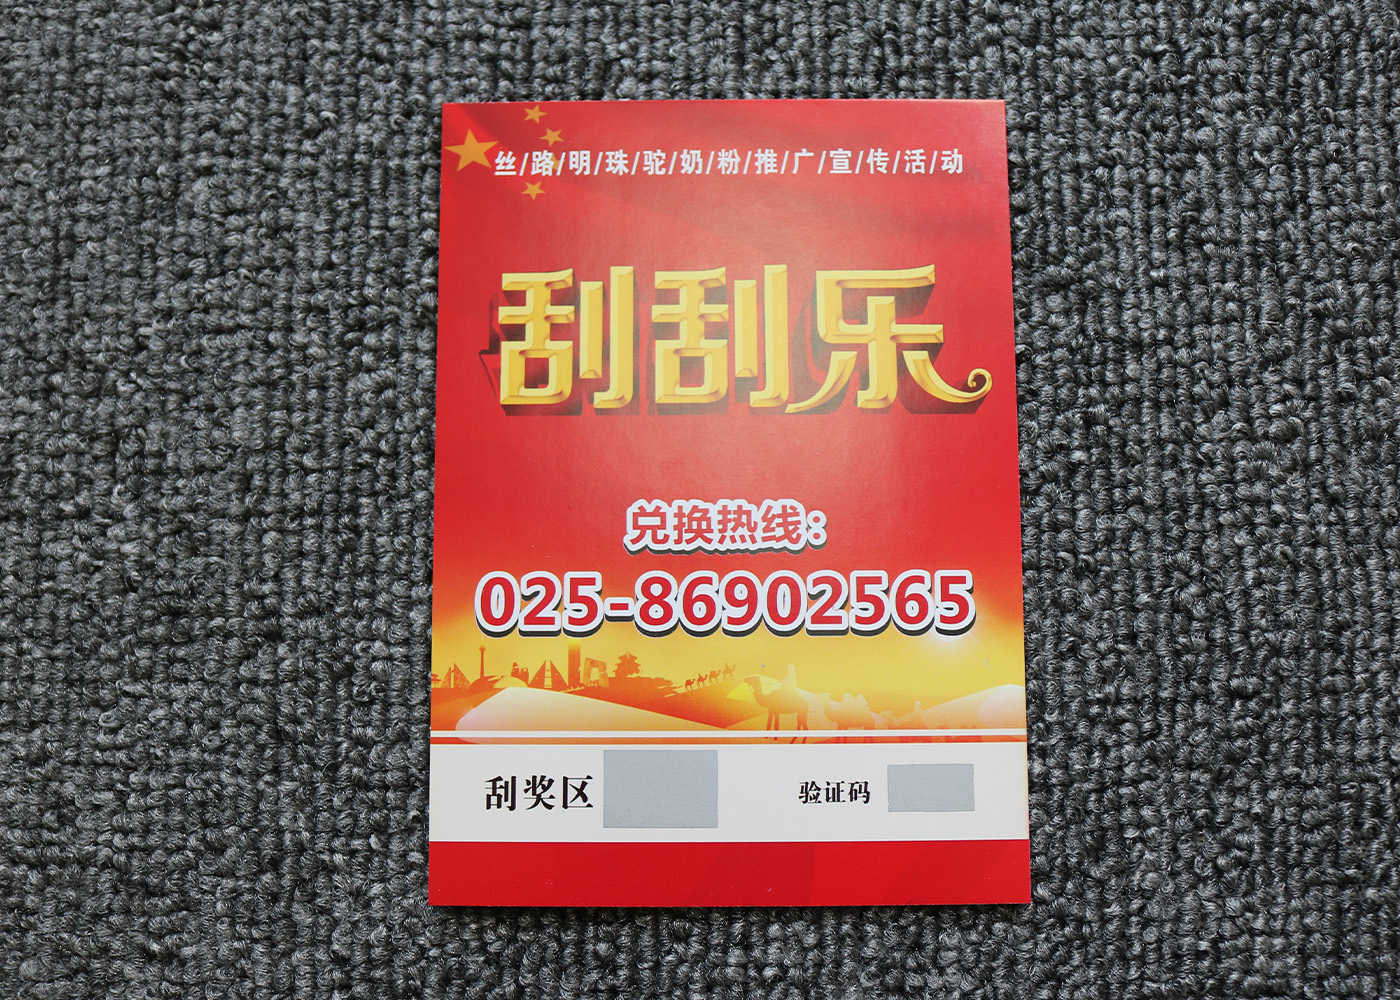 丝/路/明/珠/驼/奶/粉/推/广/宣/传/活/动
刮刮乐
兑换热线：
025-86902565
刮奖区
验证码